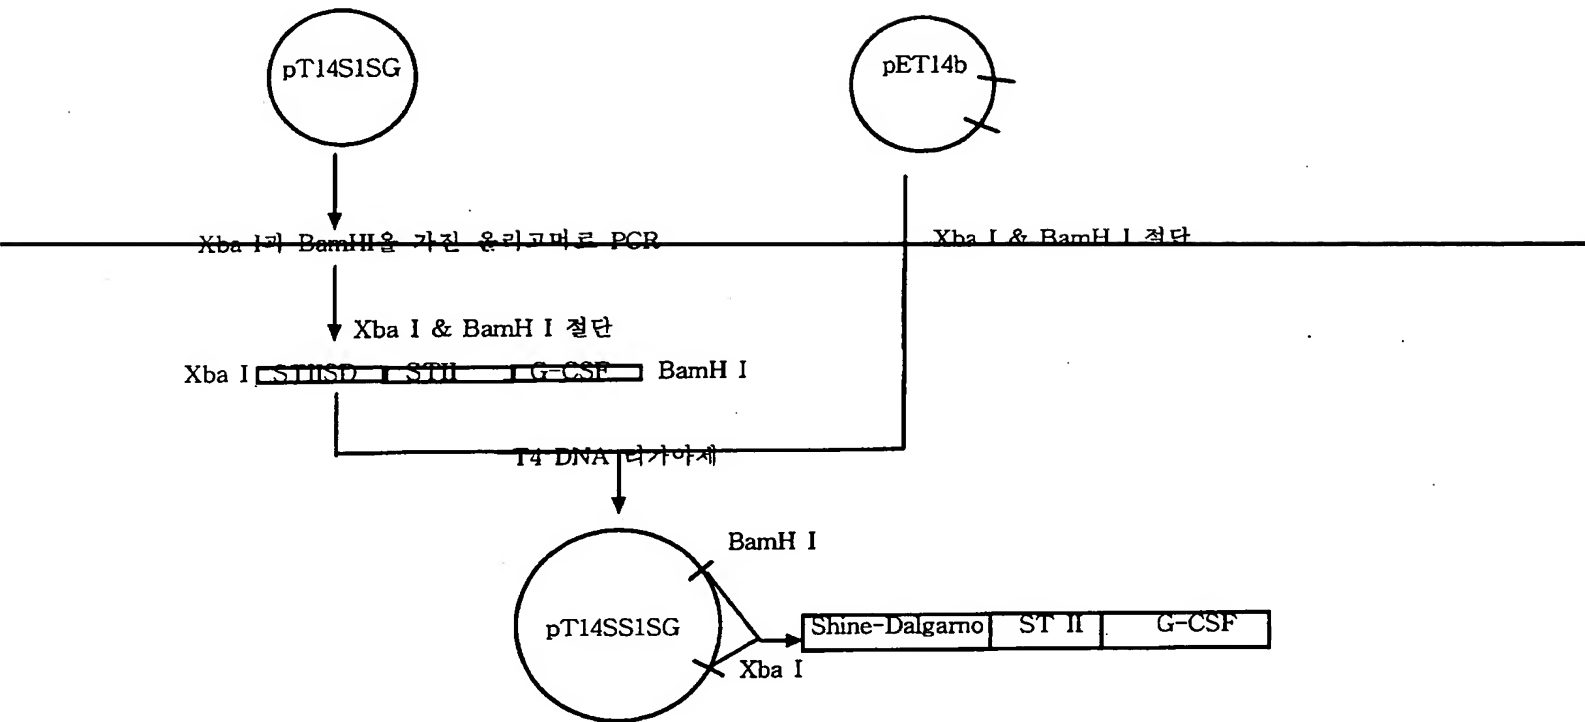 pT14S1SG
pET14b
Xba I과 BamHI을 가진 올리고머로 PCR
Xba I & BamH I 절단
Xba I & BamH I 절단
Xba I STIISD STII G-CSF BamH I
T4 DNA 리가아제
BamH I
pT14SS1SG
Shine-Dalgarno ST II G-CSF
Xba I